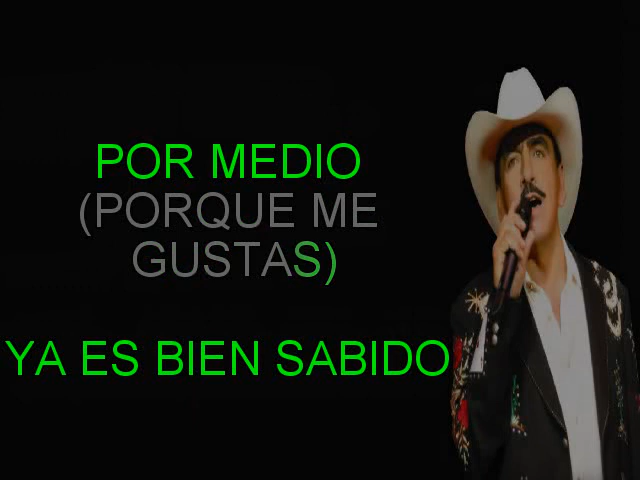 POR MEDIO
(PORQUE ME
GUSTAS)
YA ES BIEN SABIDO